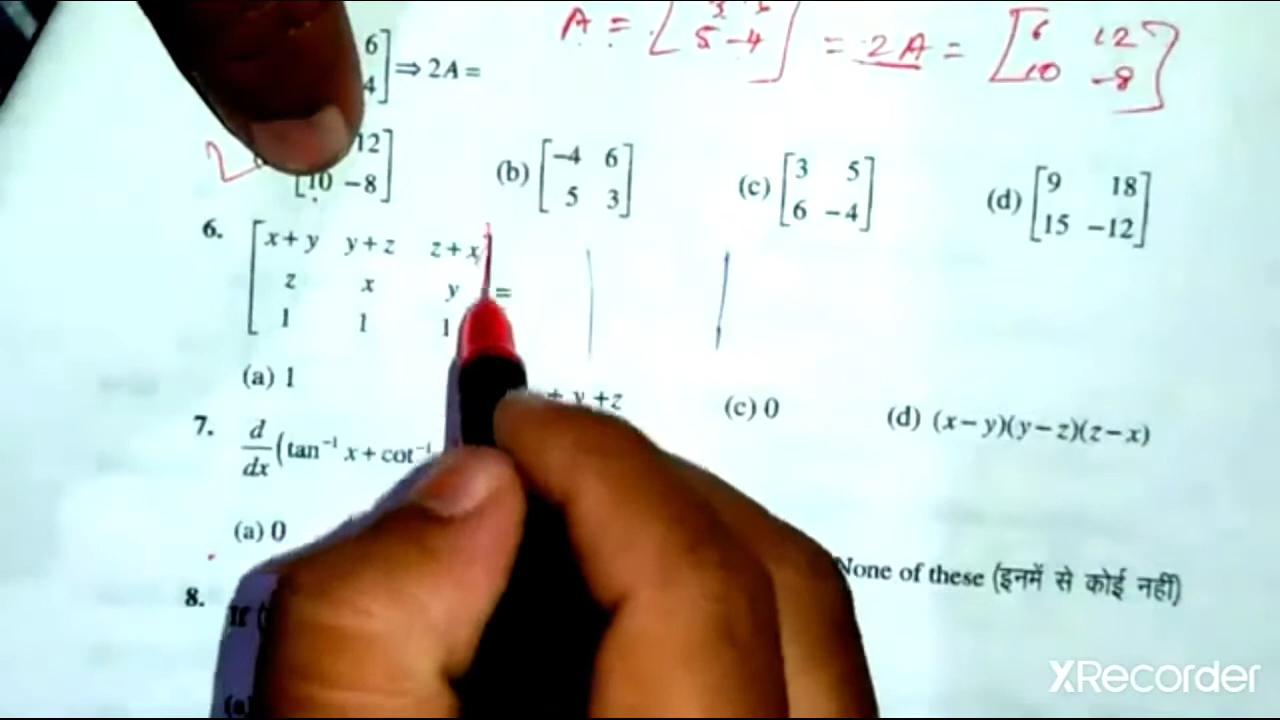 A = [5 -4] = 2A = [6 12
10 -8]
6
4] ⇒ 2A =
12]
[10 −8]
(b) [−4 6
5 3]
(c) [3 5
6 −4]
(d) [9 18
15 −12]
6. [x + y y + z z + x
z x y =
1 1 1
(a) 1
+ y + z
(c) 0
(d) (x − y)(y − z)(z − x)
7. d/dx (tan⁻¹ x + cot⁻¹
(a) 0
None of these (इनमें से कोई नहीं)
8. If
XRecorder